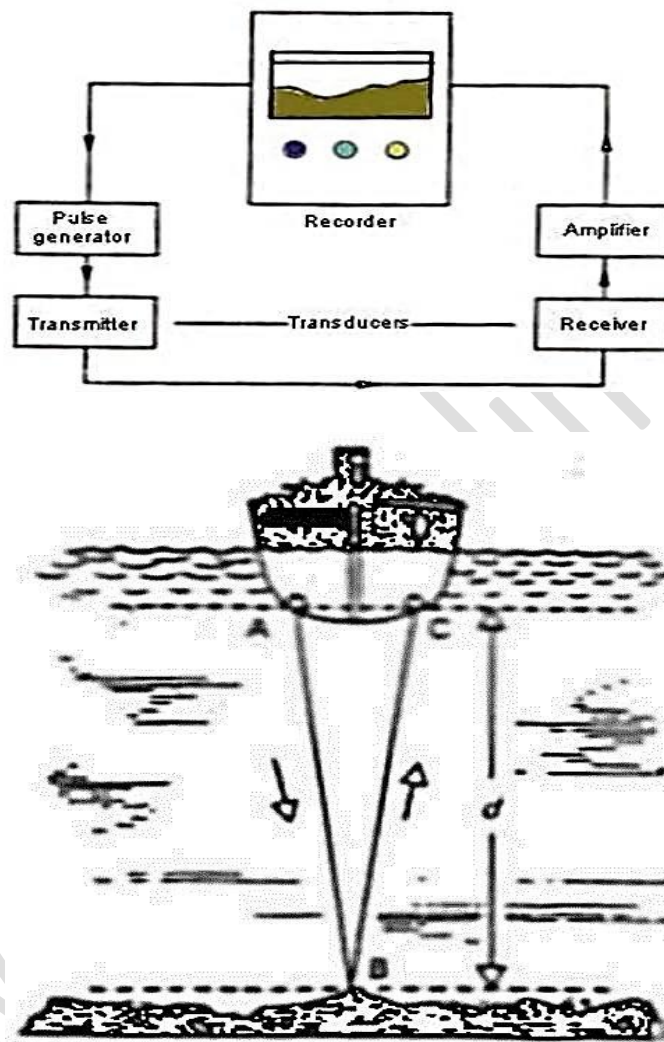 Recorder
Pulse
generator
Amplifier
Transmitter
Transducers
Receiver
A
C
d
B